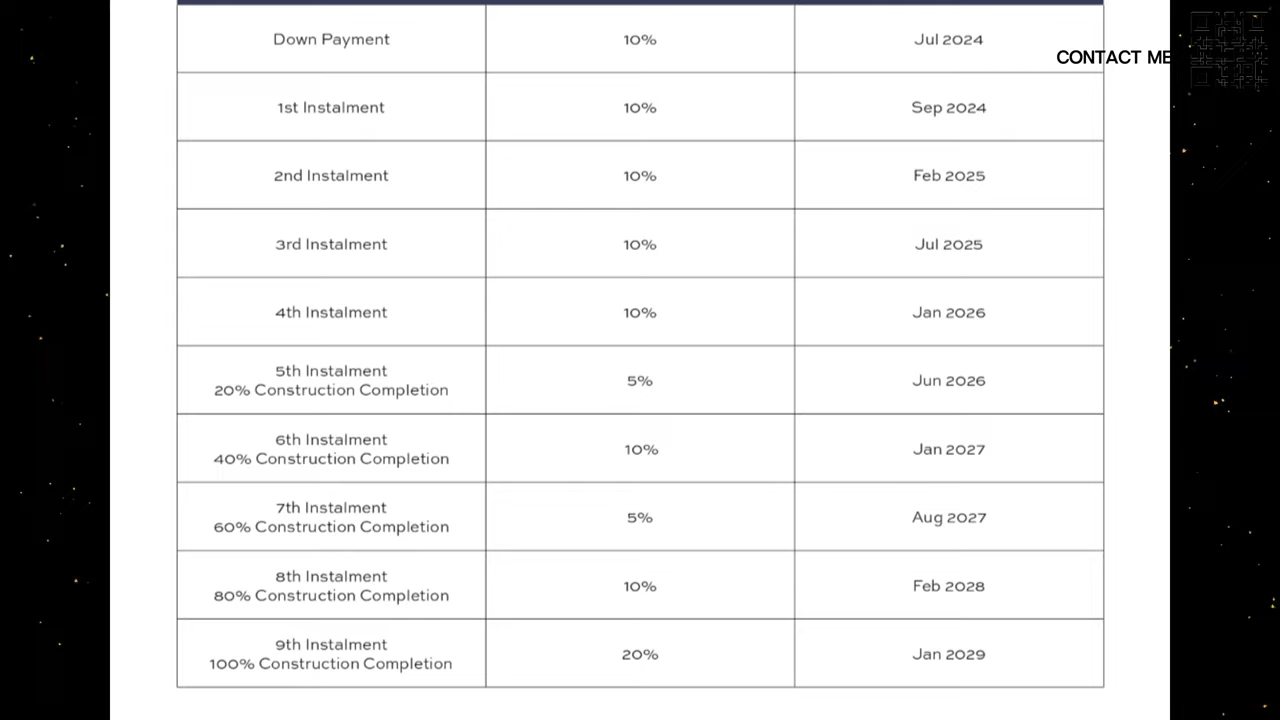 Down Payment 10% Jul 2024
CONTACT ME
1st Instalment 10% Sep 2024
2nd Instalment 10% Feb 2025
3rd Instalment 10% Jul 2025
4th Instalment 10% Jan 2026
5th Instalment
20% Construction Completion 5% Jun 2026
6th Instalment
40% Construction Completion 10% Jan 2027
7th Instalment
60% Construction Completion 5% Aug 2027
8th Instalment
80% Construction Completion 10% Feb 2028
9th Instalment
100% Construction Completion 20% Jan 2029